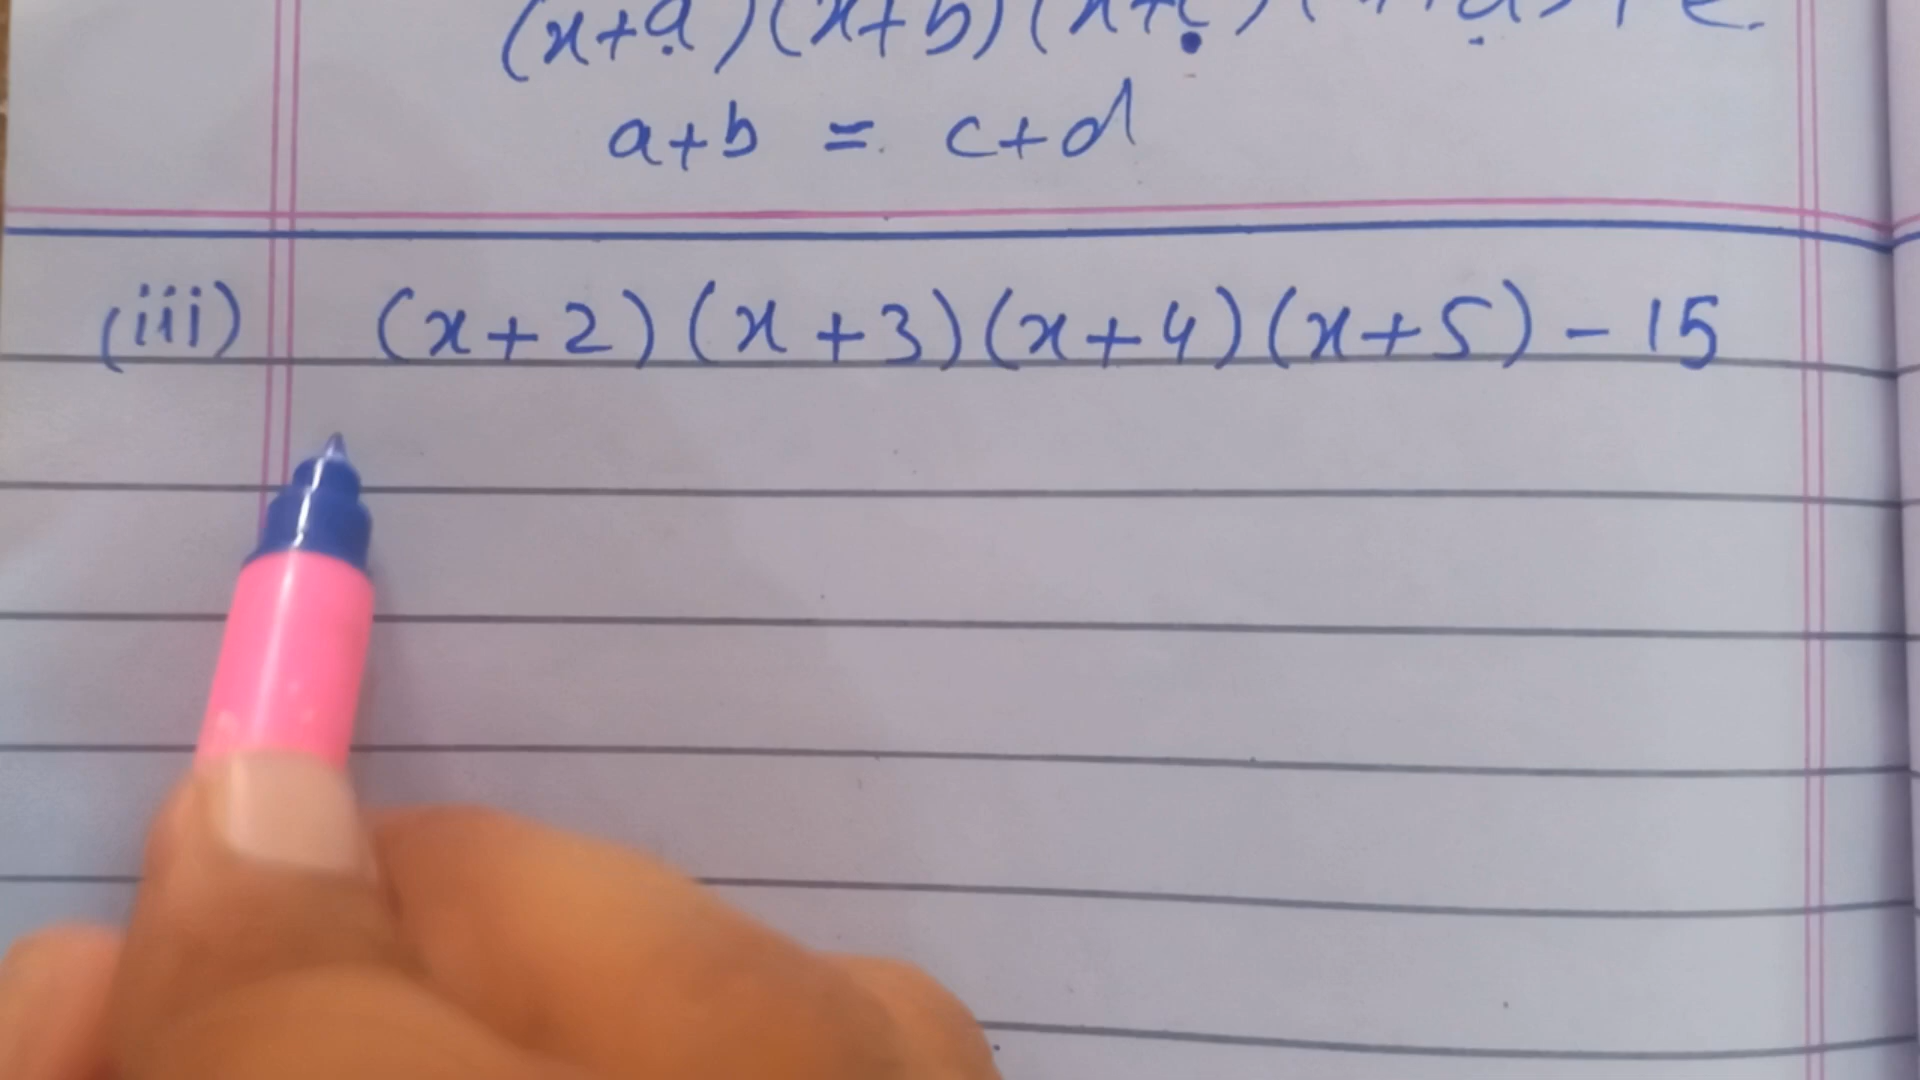 (x+a)(x+b)(x+c)
a+b = c+d
(iii) (x+2)(x+3)(x+4)(x+5) - 15